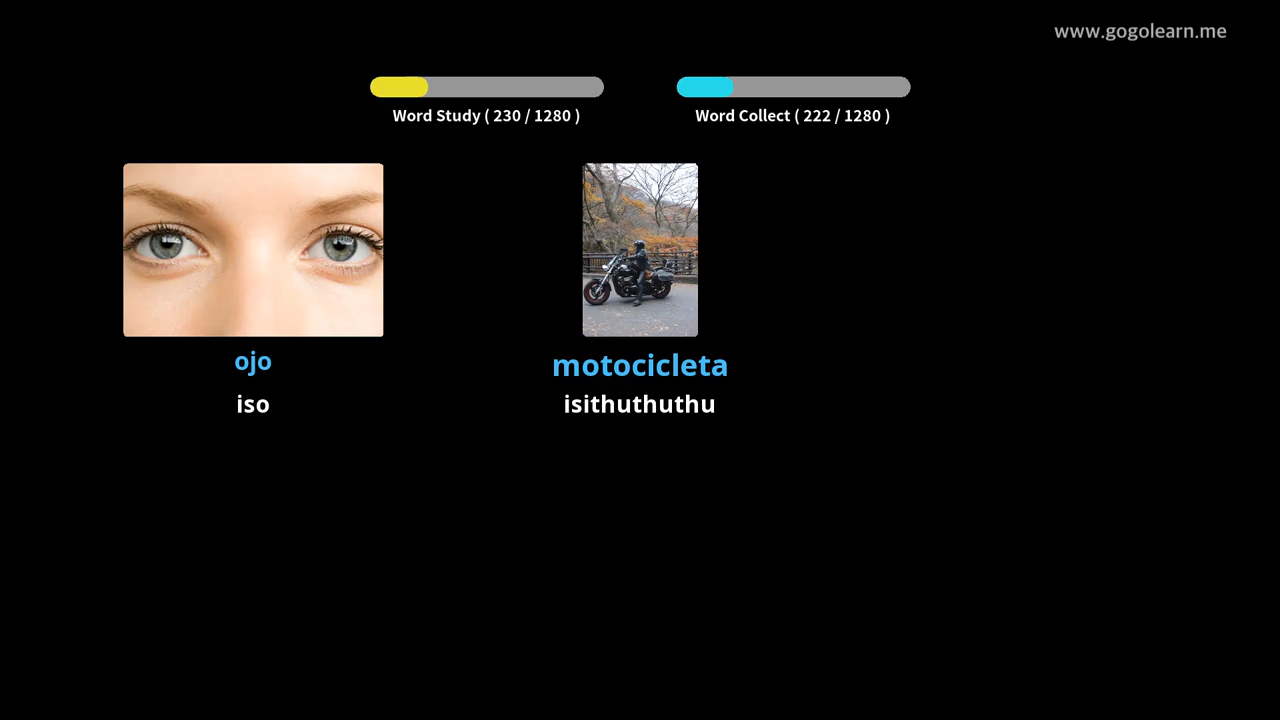 www.gogolearn.me
Word Study ( 230 / 1280 )
Word Collect ( 222 / 1280 )
ojo
iso
motocicleta
isithuthuthu